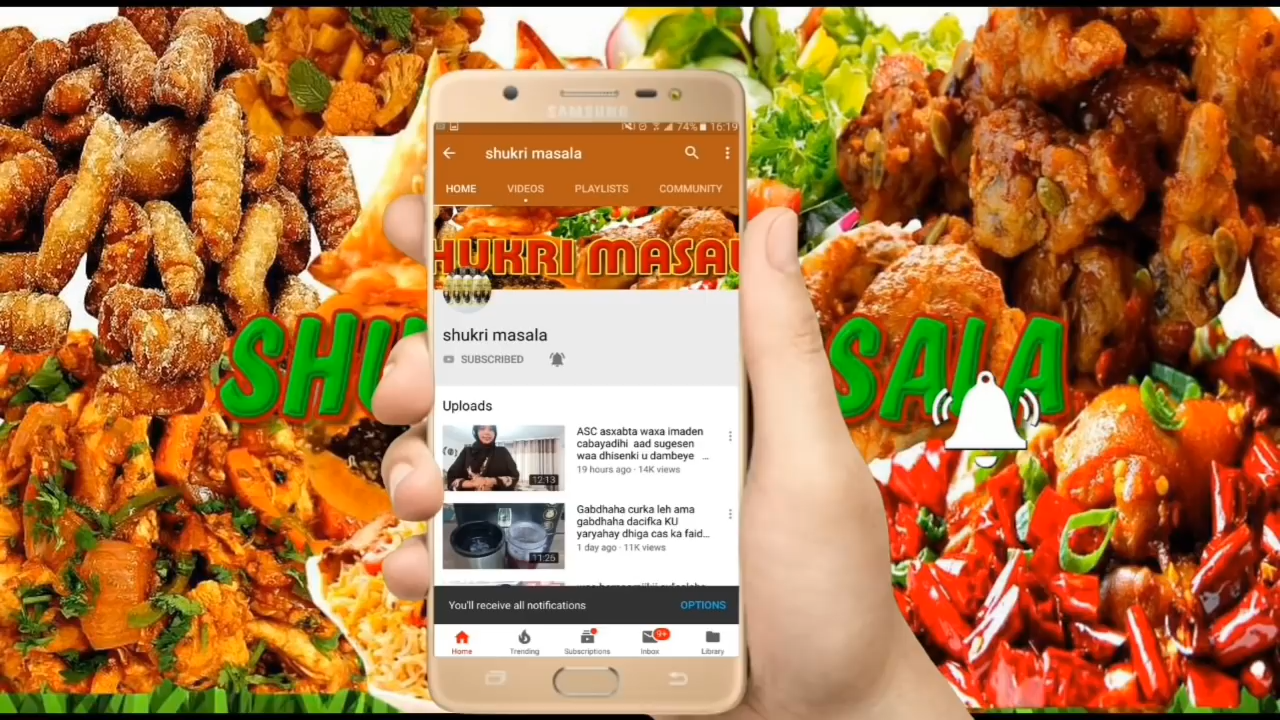 SAMSUNG
74% 16:19
shukri masala
HOME VIDEOS PLAYLISTS COMMUNITY
HUKRI MASAL
shukri masala
SUBSCRIBED
SHU SALA
Uploads
ASC asxabta waxa imaden
cabayadihi aad sugesen
waa dhisenki u dambeye ...
19 hours ago · 14K views
12:13
Gabdhaha curka leh ama
gabdhaha dacifka KU
yaryahay dhiga cas ka faid...
1 day ago · 11K views
11:26
You'll receive all notifications OPTIONS
9+
Home Trending Subscriptions Inbox Library